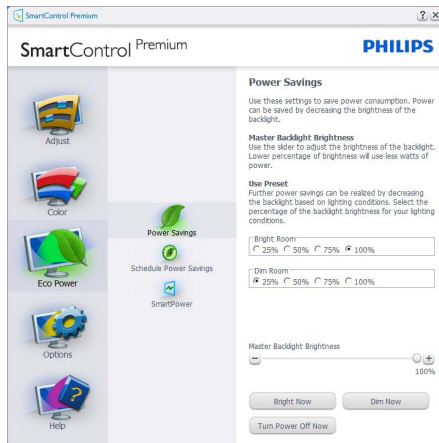 SmartControl Premium
? X
SmartControl Premium
PHILIPS
Adjust
Color
Eco Power
Options
Help
Power Savings
Schedule Power Savings
SmartPower
Power Savings
Use these settings to save power consumption. Power
can be saved by decreasing the brightness of the
backlight.
Master Backlight Brightness
Use the slider to adjust the brightness of the backlight.
Lower percentage of brightness will use less watts of
power.
Use Preset
Further power savings can be realized by decreasing
the backlight based on lighting conditions. Select the
percentage of the backlight brightness for your lighting
conditions.
Bright Room
25% 50% 75% 100%
Dim Room
25% 50% 75% 100%
Master Backlight Brightness
100%
Bright Now Dim Now
Turn Power Off Now